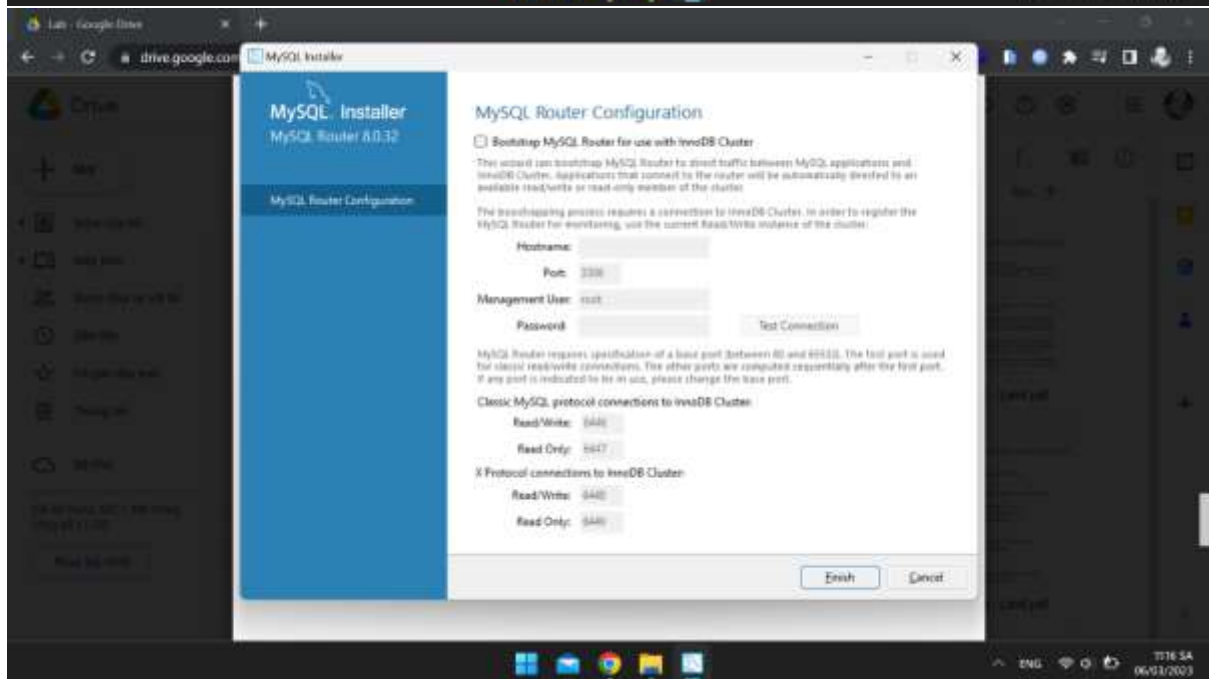 Lab - Google Drive
drive.google.com
Drive
MySQL Installer
MySQL. Installer
MySQL Router 8.0.32
MySQL Router Configuration
MySQL Router Configuration
Bootstrap MySQL Router for use with InnoDB Cluster
This wizard can bootstrap MySQL Router to direct traffic between MySQL applications and
InnoDB Cluster. Applications that connect to the router will be automatically directed to an
available read/write or read-only member of the cluster.
The bootstrapping process requires a connection to InnoDB Cluster. In order to register the
MySQL Router for monitoring, use the current Read/Write instance of the cluster.
Hostname:
Port:
Management User: root
Password:
Test Connection
MySQL Router requires specification of a base port (between 80 and 65532). The first port is used
for classic read/write connections. The other ports are computed sequentially after the first port.
If any port is indicated to be in use, please change the base port.
Classic MySQL protocol connections to InnoDB Cluster:
Read/Write: 6446
Read Only: 6447
X Protocol connections to InnoDB Cluster:
Read/Write:
Read Only:
Finish
Cancel
ENG
11:16 SA
06/03/2023